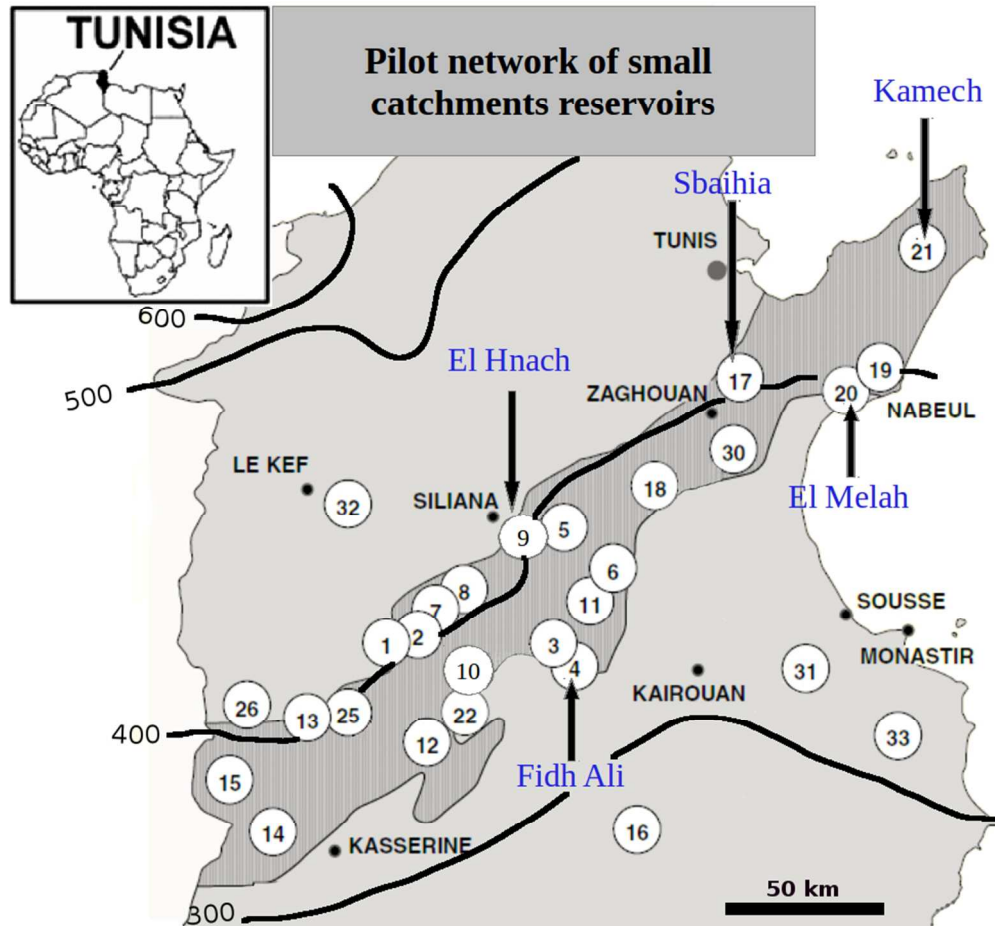 TUNISIA
Pilot network of small
catchments reservoirs
Kamech
Sbaihia
TUNIS
21
600
El Hnach
500
17
19
ZAGHOUAN
20
NABEUL
30
LE KEF
18
El Melah
32
SILIANA
9
5
6
8
7
11
SOUSSE
2
1
3
MONASTIR
10
4
31
KAIROUAN
26
13
25
22
400
12
33
Fidh Ali
15
14
16
KASSERINE
50 km
300